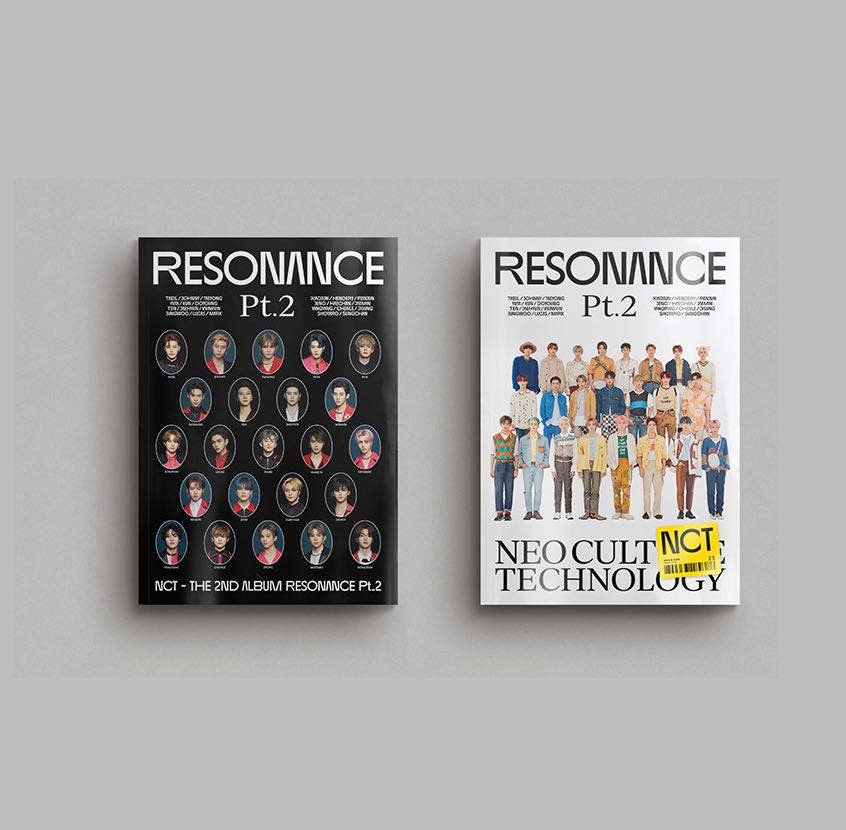 RESONANCE
Pt.2
TAEIL / JOHNNY / TAEYONG
YUTA / KUN / DOYOUNG
TEN / JAEHYUN / WINWIN
JUNGWOO / LUCAS / MARK
XIAOJUN / HENDERY / RENJUN
JENO / HAECHAN / JAEMIN
YANGYANG / CHENLE / JISUNG
SHOTARO / SUNGCHAN
NCT - THE 2ND ALBUM RESONANCE Pt.2
RESONANCE
Pt.2
TAEIL / JOHNNY / TAEYONG
YUTA / KUN / DOYOUNG
TEN / JAEHYUN / WINWIN
JUNGWOO / LUCAS / MARK
XIAOJUN / HENDERY / RENJUN
JENO / HAECHAN / JAEMIN
YANGYANG / CHENLE / JISUNG
SHOTARO / SUNGCHAN
NEO CULT E
TECHNOLOGY
NCT
23